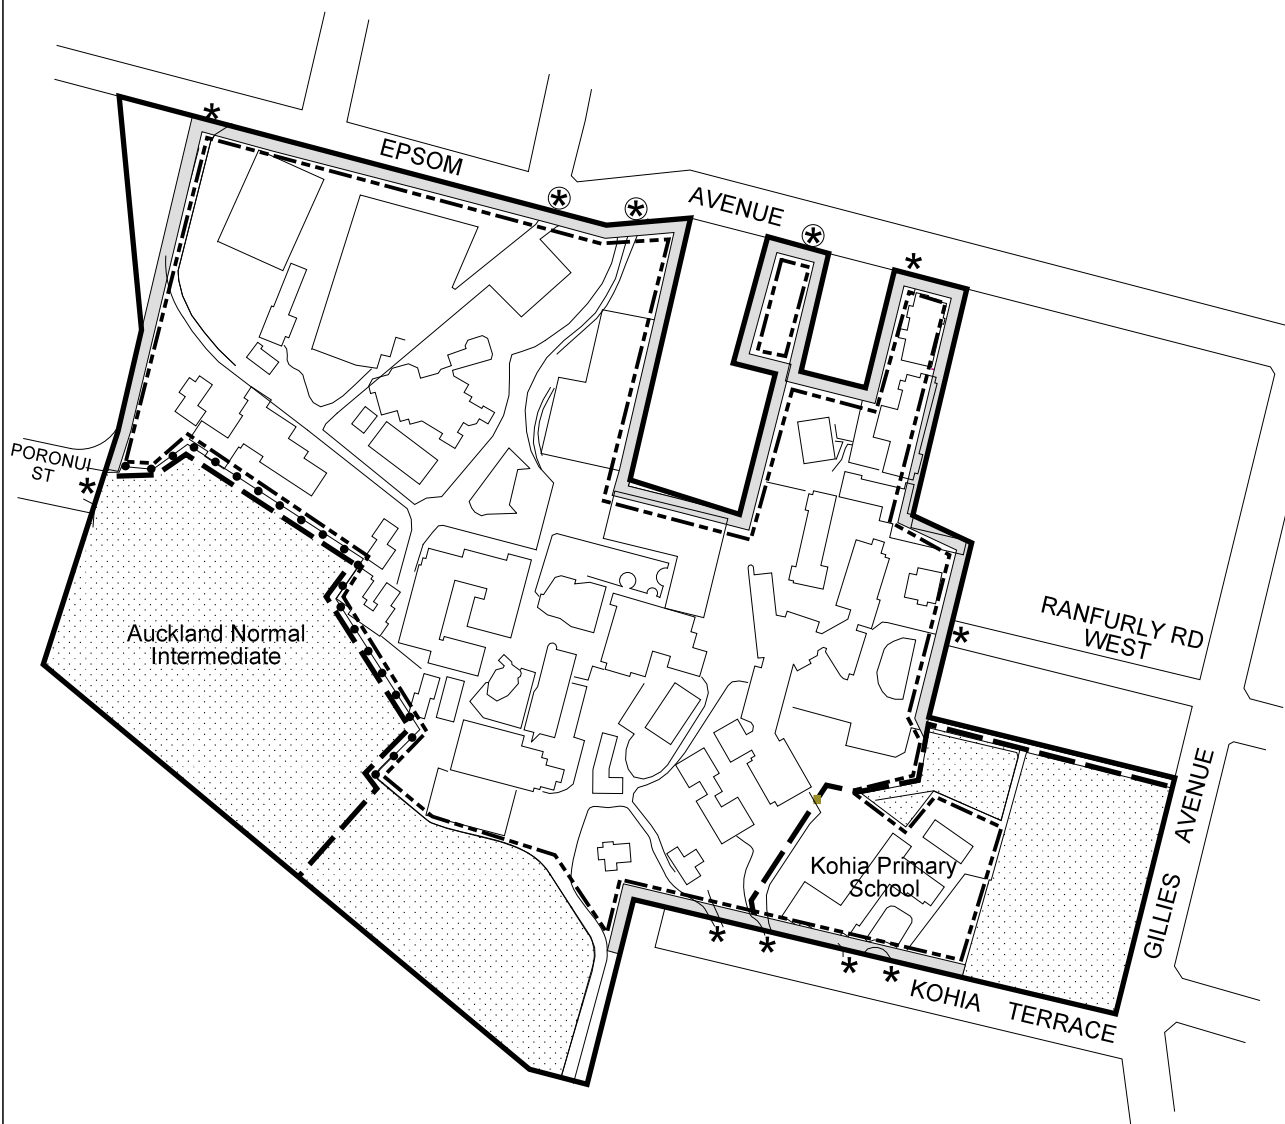 EPSOM
AVENUE
PORONUI
ST
Auckland Normal
Intermediate
RANFURLY RD
WEST
Kohia Primary
School
GILLIES AVENUE
KOHIA TERRACE